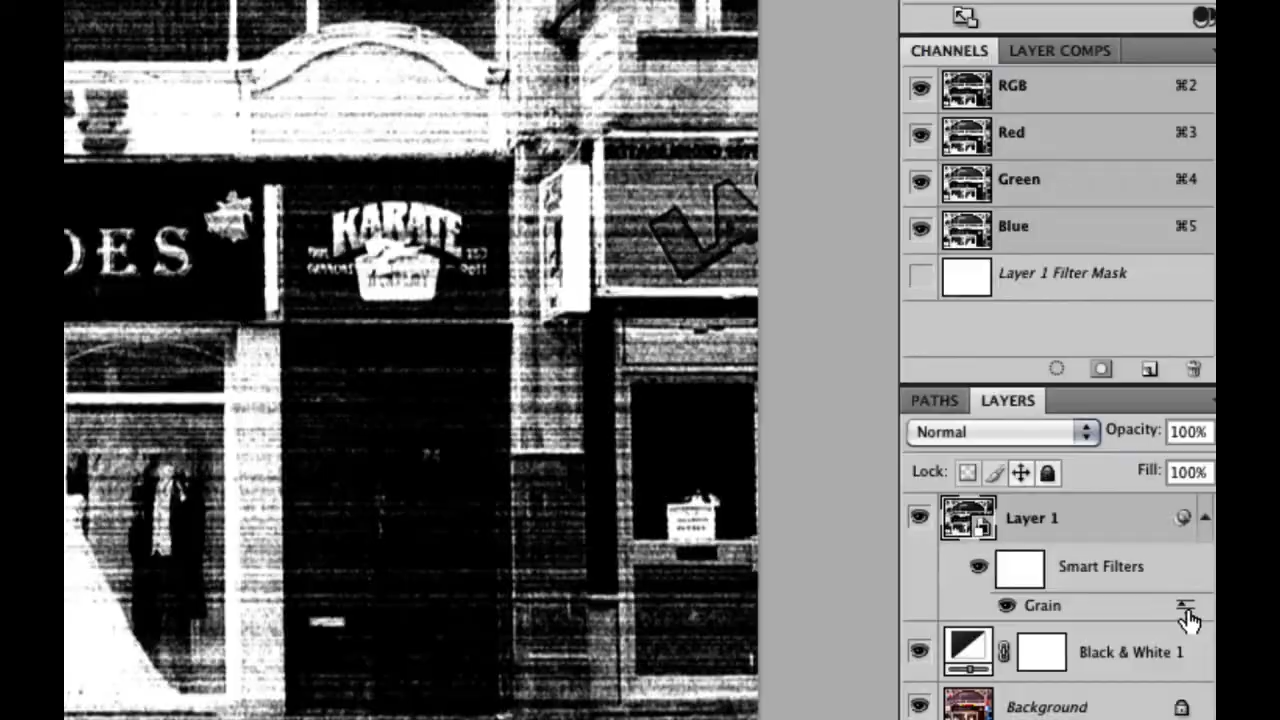 CHANNELS LAYER COMPS
RGB ⌘2
Red ⌘3
Green ⌘4
Blue ⌘5
Layer 1 Filter Mask
PATHS LAYERS
Normal Opacity: 100%
Lock: Fill: 100%
Layer 1
Smart Filters
Grain
Black & White 1
Background
DES
KARATE
LA